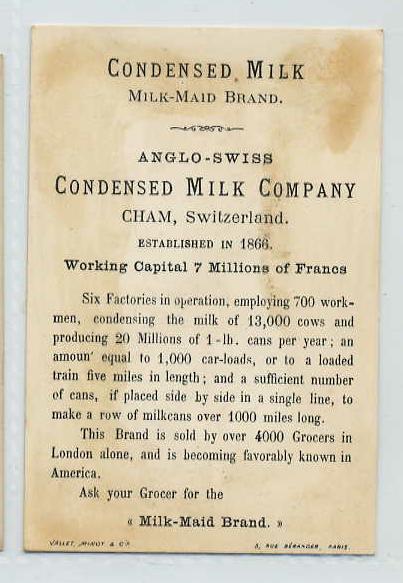 CONDENSED MILK
MILK-MAID BRAND.
ANGLO-SWISS
CONDENSED MILK COMPANY
CHAM, Switzerland.
ESTABLISHED IN 1866.
Working Capital 7 Millions of Francs
Six Factories in operation, employing 700 work-
men, condensing the milk of 13,000 cows and
producing 20 Millions of 1-lb. cans per year; an
amoun' equal to 1,000 car-loads, or to a loaded
train five miles in length; and a sufficient number
of cans, if placed side by side in a single line, to
make a row of milkcans over 1000 miles long.
This Brand is sold by over 4000 Grocers in
London alone, and is becoming favorably known in
America.
Ask your Grocer for the
« Milk-Maid Brand. »
VALLET, MINOT & Cº. 8, RUE BÉRANGER, PARIS.